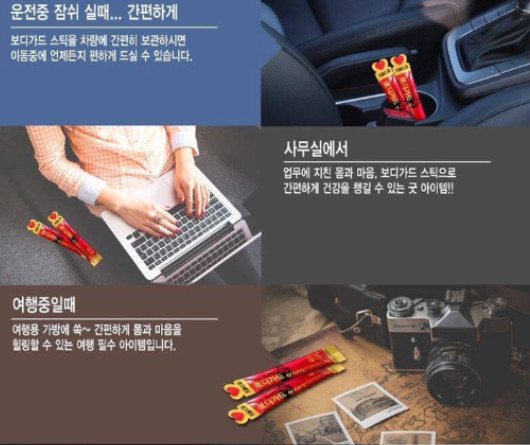 운전중 잠쉬 실때... 간편하게
보디가드 스틱을 차량에 간편히 보관하시면
이동중에 언제든지 편하게 드실 수 있습니다.
사무실에서
업무에 지친 몸과 마음, 보디가드 스틱으로
간편하게 건강을 챙길 수 있는 굿 아이템!!
여행중일때
여행용 가방에 쏙~ 간편하게 몸과 마음을
힐링할 수 있는 여행 필수 아이템입니다.